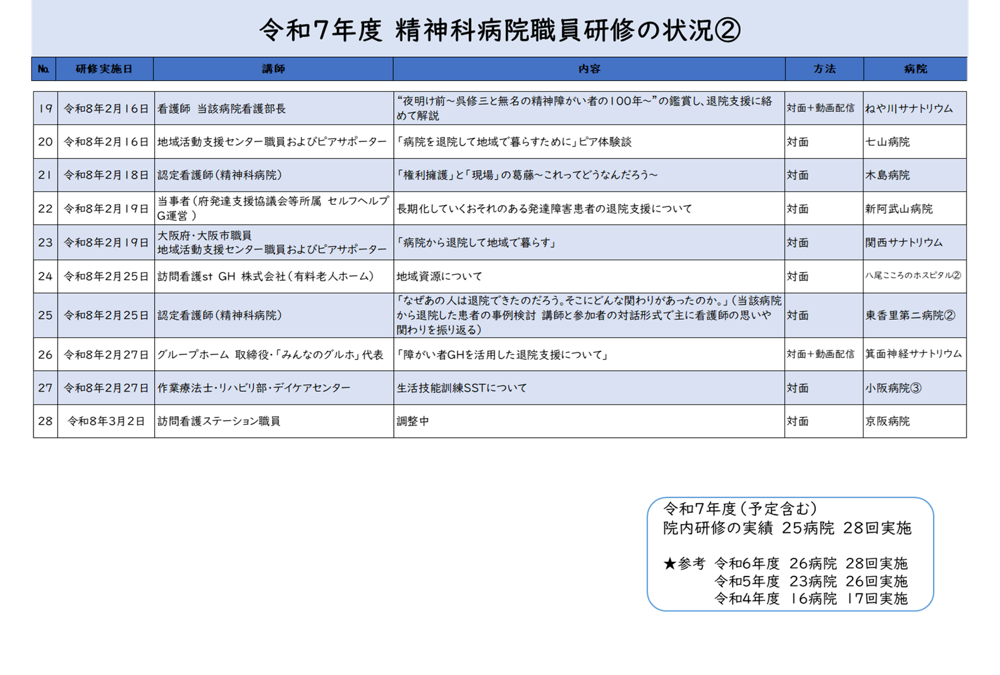 令和7年度 精神科病院職員研修の状況②
№ 研修実施日 講師 内容 方法 病院
19 令和8年2月16日 看護師 当該病院看護部長 “夜明け前～呉修三と無名の精神障がい者の100年～”の鑑賞し、退院支援に絡
めて解説 対面＋動画配信 ねや川サナトリウム
20 令和8年2月16日 地域活動支援センター職員およびピアサポーター 「病院を退院して地域で暮らすために」ピア体験談 対面 七山病院
21 令和8年2月18日 認定看護師（精神科病院） 「権利擁護」と「現場」の葛藤～これってどうなんだろう～ 対面 木島病院
22 令和8年2月19日 当事者（府発達支援協議会等所属 セルフヘルプ
G運営 ） 長期化していくおそれのある発達障害患者の退院支援について 対面 新阿武山病院
23 令和8年2月19日 大阪府・大阪市職員
地域活動支援センター職員およびピアサポーター 「病院から退院して地域で暮らす」 対面 関西サナトリウム
24 令和8年2月25日 訪問看護st GH 株式会社（有料老人ホーム） 地域資源について 対面 八尾こころのホスピタル②
25 令和8年2月25日 認定看護師（精神科病院） 「なぜあの人は退院できたのだろう。そこにどんな関わりがあったのか。」（当該病院
から退院した患者の事例検討 講師と参加者の対話形式で主に看護師の思いや
関わりを振り返る） 対面 東香里第二病院②
26 令和8年2月27日 グループホーム 取締役・「みんなのグルホ」代表 「障がい者GHを活用した退院支援について」 対面＋動画配信 箕面神経サナトリウム
27 令和8年2月27日 作業療法士・リハビリ部・デイケアセンター 生活技能訓練SSTについて 対面 小阪病院③
28 令和8年3月2日 訪問看護ステーション職員 調整中 対面 京阪病院
令和7年度（予定含む）
院内研修の実績 25病院 28回実施
★参考 令和6年度 26病院 28回実施
令和5年度 23病院 26回実施
令和4年度 16病院 17回実施